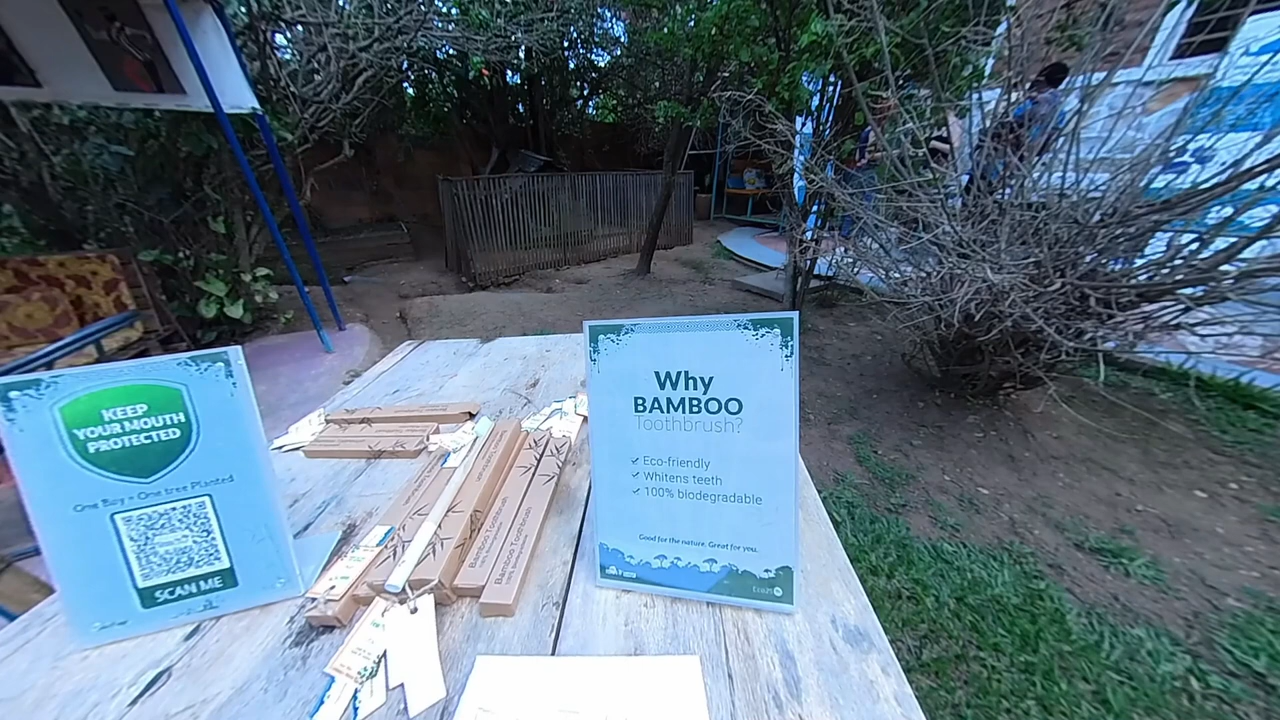 KEEP
YOUR MOUTH
PROTECTED
One Buy = One tree Planted
SCAN ME
Bamboo Toothbrush
Bamboo Toothbrush
Why
BAMBOO
Toothbrush?
✓ Eco-friendly
✓ Whitens teeth
✓ 100% biodegradable
Good for the nature. Great for you.